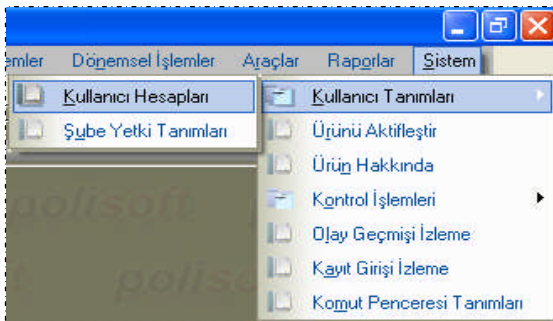 emler Dönemsel İşlemler Araçlar Raporlar Sistem
Kullanıcı Hesapları
Şube Yetki Tanımları
Kullanıcı Tanımları
Ürünü Aktifleştir
Ürün Hakkında
Kontrol İşlemleri
Olay Geçmişi İzleme
Kayıt Girişi İzleme
Komut Penceresi Tanımları
polisoft
polisoft